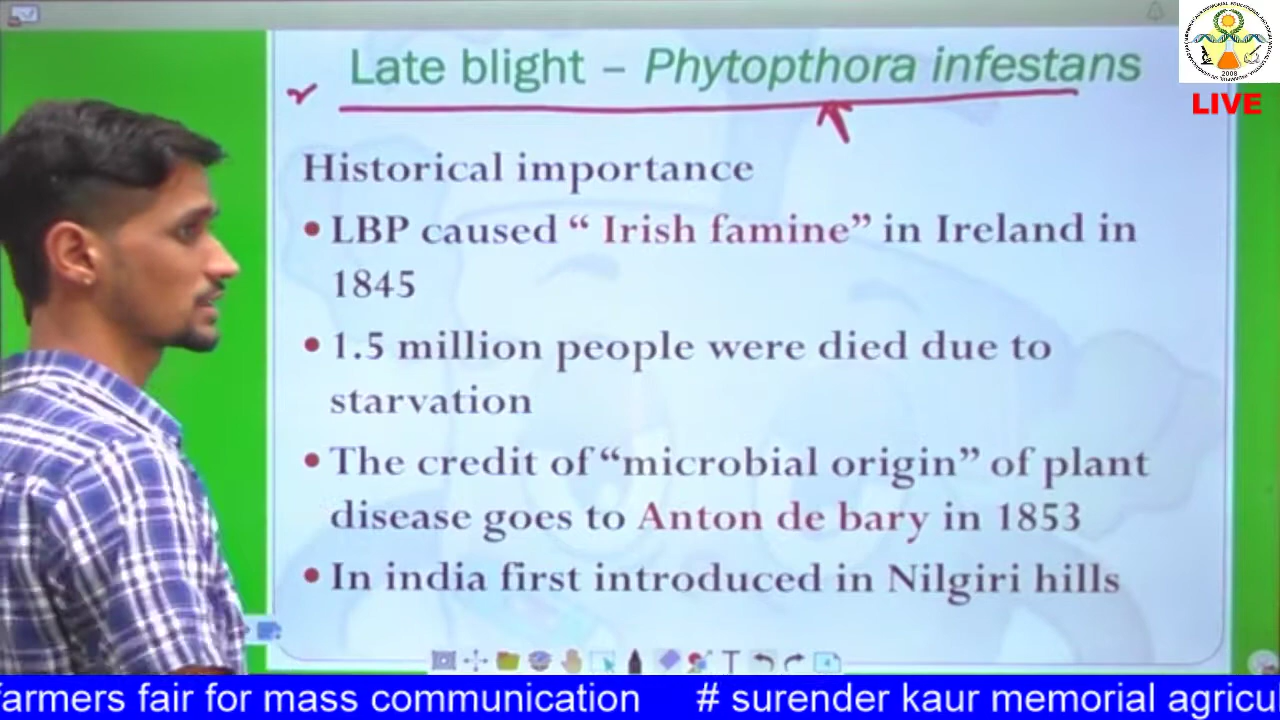 Late blight – Phytopthora infestans
LIVE
Historical importance
• LBP caused “ Irish famine” in Ireland in
1845
• 1.5 million people were died due to
starvation
• The credit of “microbial origin” of plant
disease goes to Anton de bary in 1853
• In india first introduced in Nilgiri hills
farmers fair for mass communication # surender kaur memorial agricu
2008